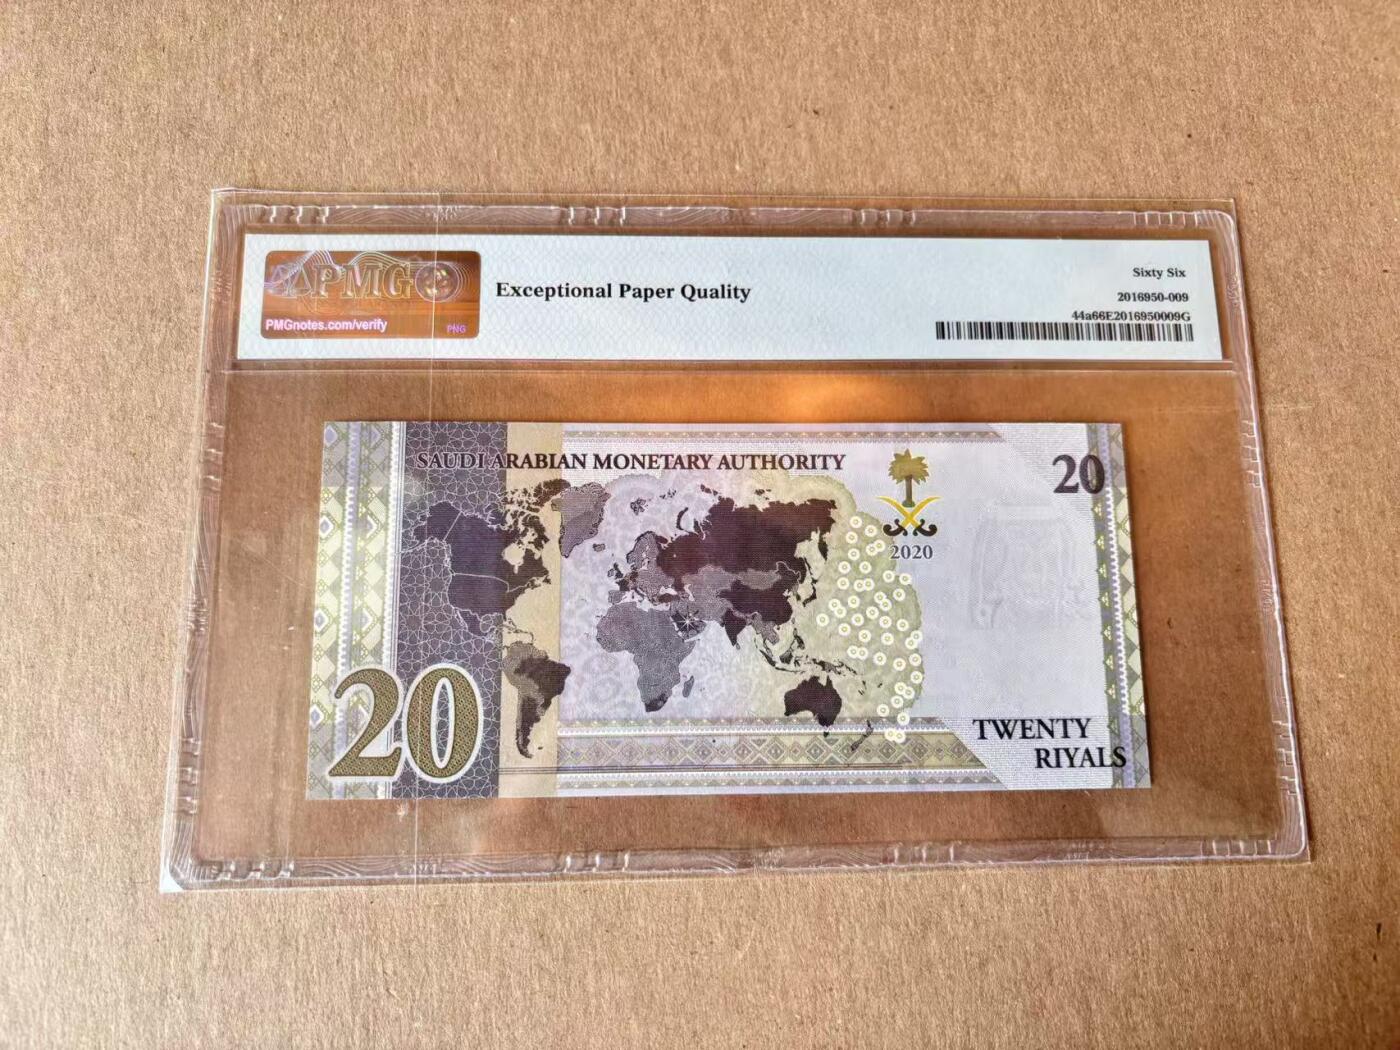 PMG
PMGnotes.com/verify
PNG
Exceptional Paper Quality
Sixty Six
2016950-009
44a66E2016950009G
SAUDI ARABIAN MONETARY AUTHORITY
20
2020
20
TWENTY
RIYALS